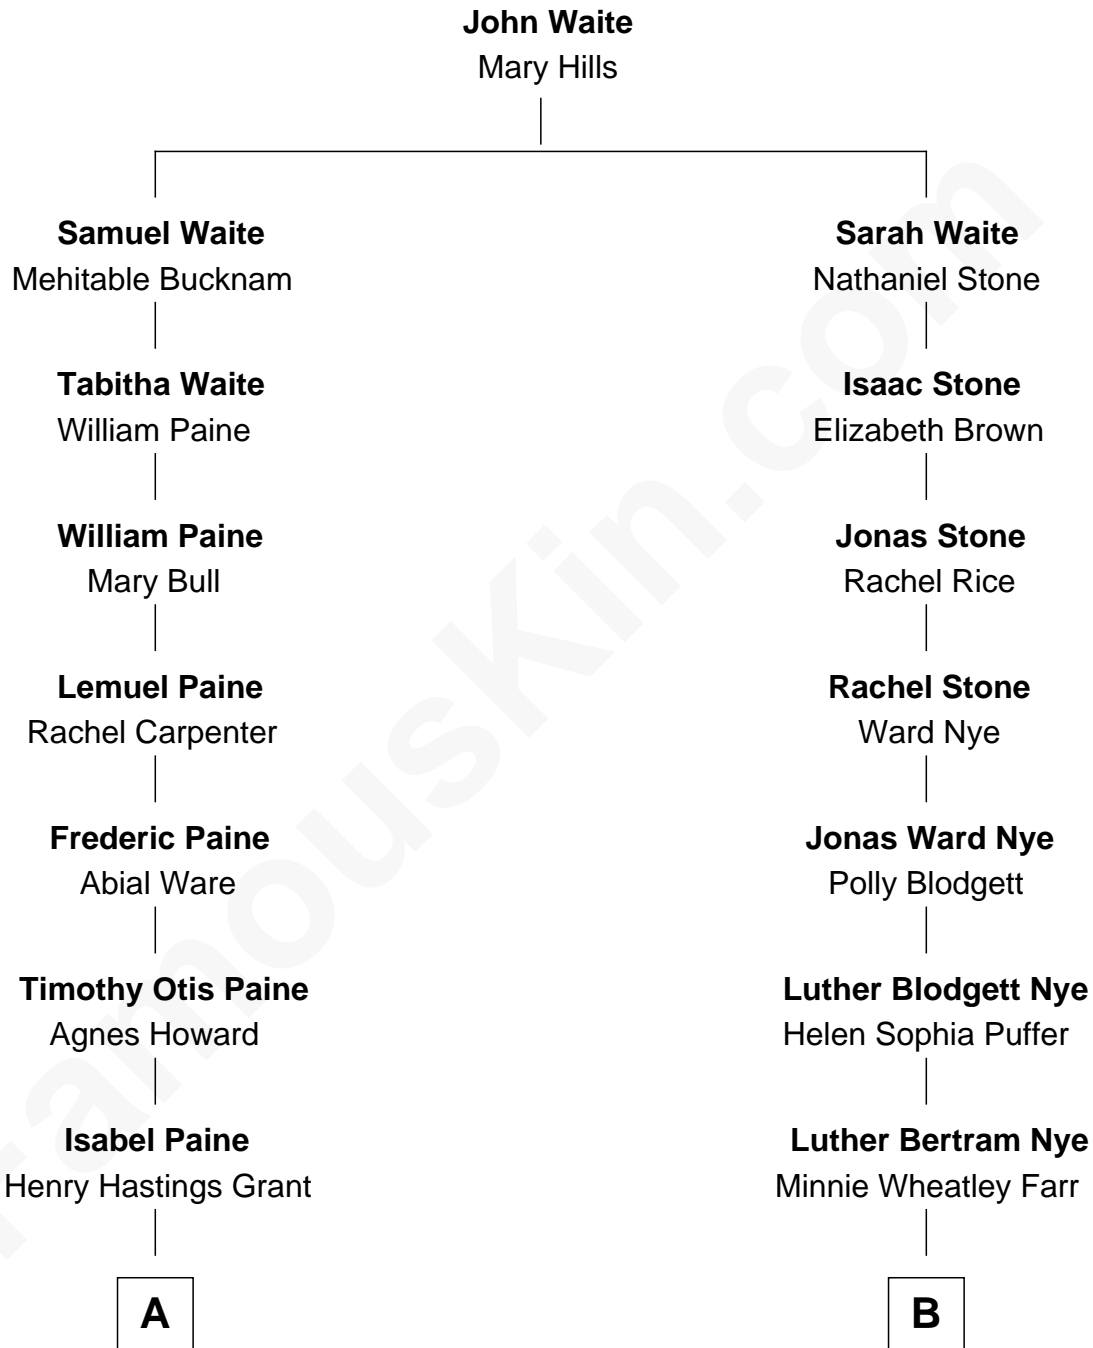 John Waite
Mary Hills
Samuel Waite
Mehitable Bucknam
Sarah Waite
Nathaniel Stone
Tabitha Waite
William Paine
Isaac Stone
Elizabeth Brown
William Paine
Mary Bull
Jonas Stone
Rachel Rice
Lemuel Paine
Rachel Carpenter
Rachel Stone
Ward Nye
Frederic Paine
Abial Ware
Jonas Ward Nye
Polly Blodgett
Timothy Otis Paine
Agnes Howard
Luther Blodgett Nye
Helen Sophia Puffer
Isabel Paine
Henry Hastings Grant
Luther Bertram Nye
Minnie Wheatley Farr
A
B
FamousKin.com